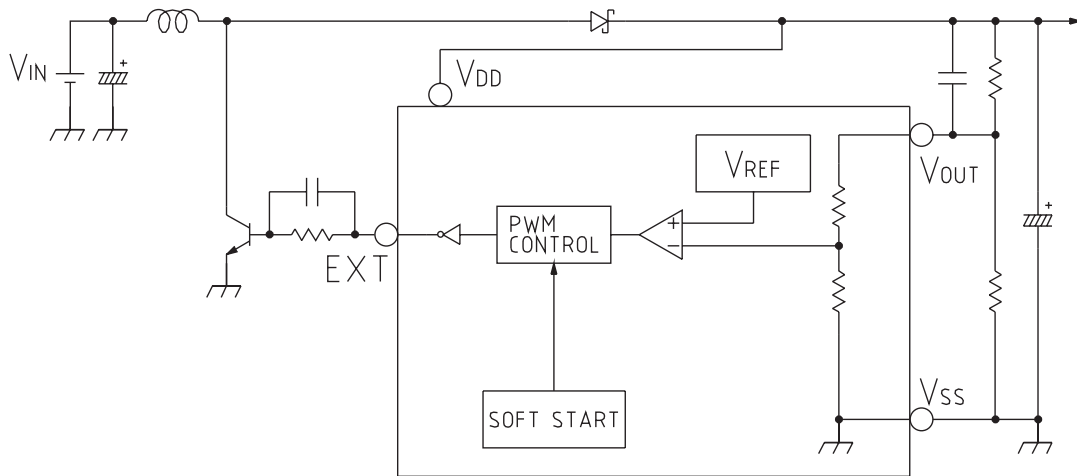 VIN
+
VDD
VREF
VOUT
+
PWM
CONTROL
+
−
EXT
VSS
SOFT START